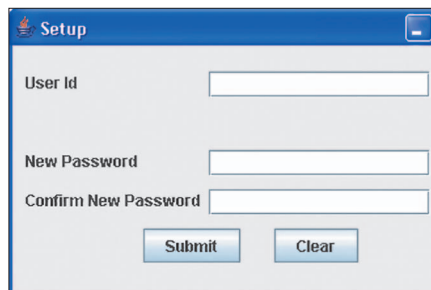 Setup
User Id
New Password
Confirm New Password
Submit Clear